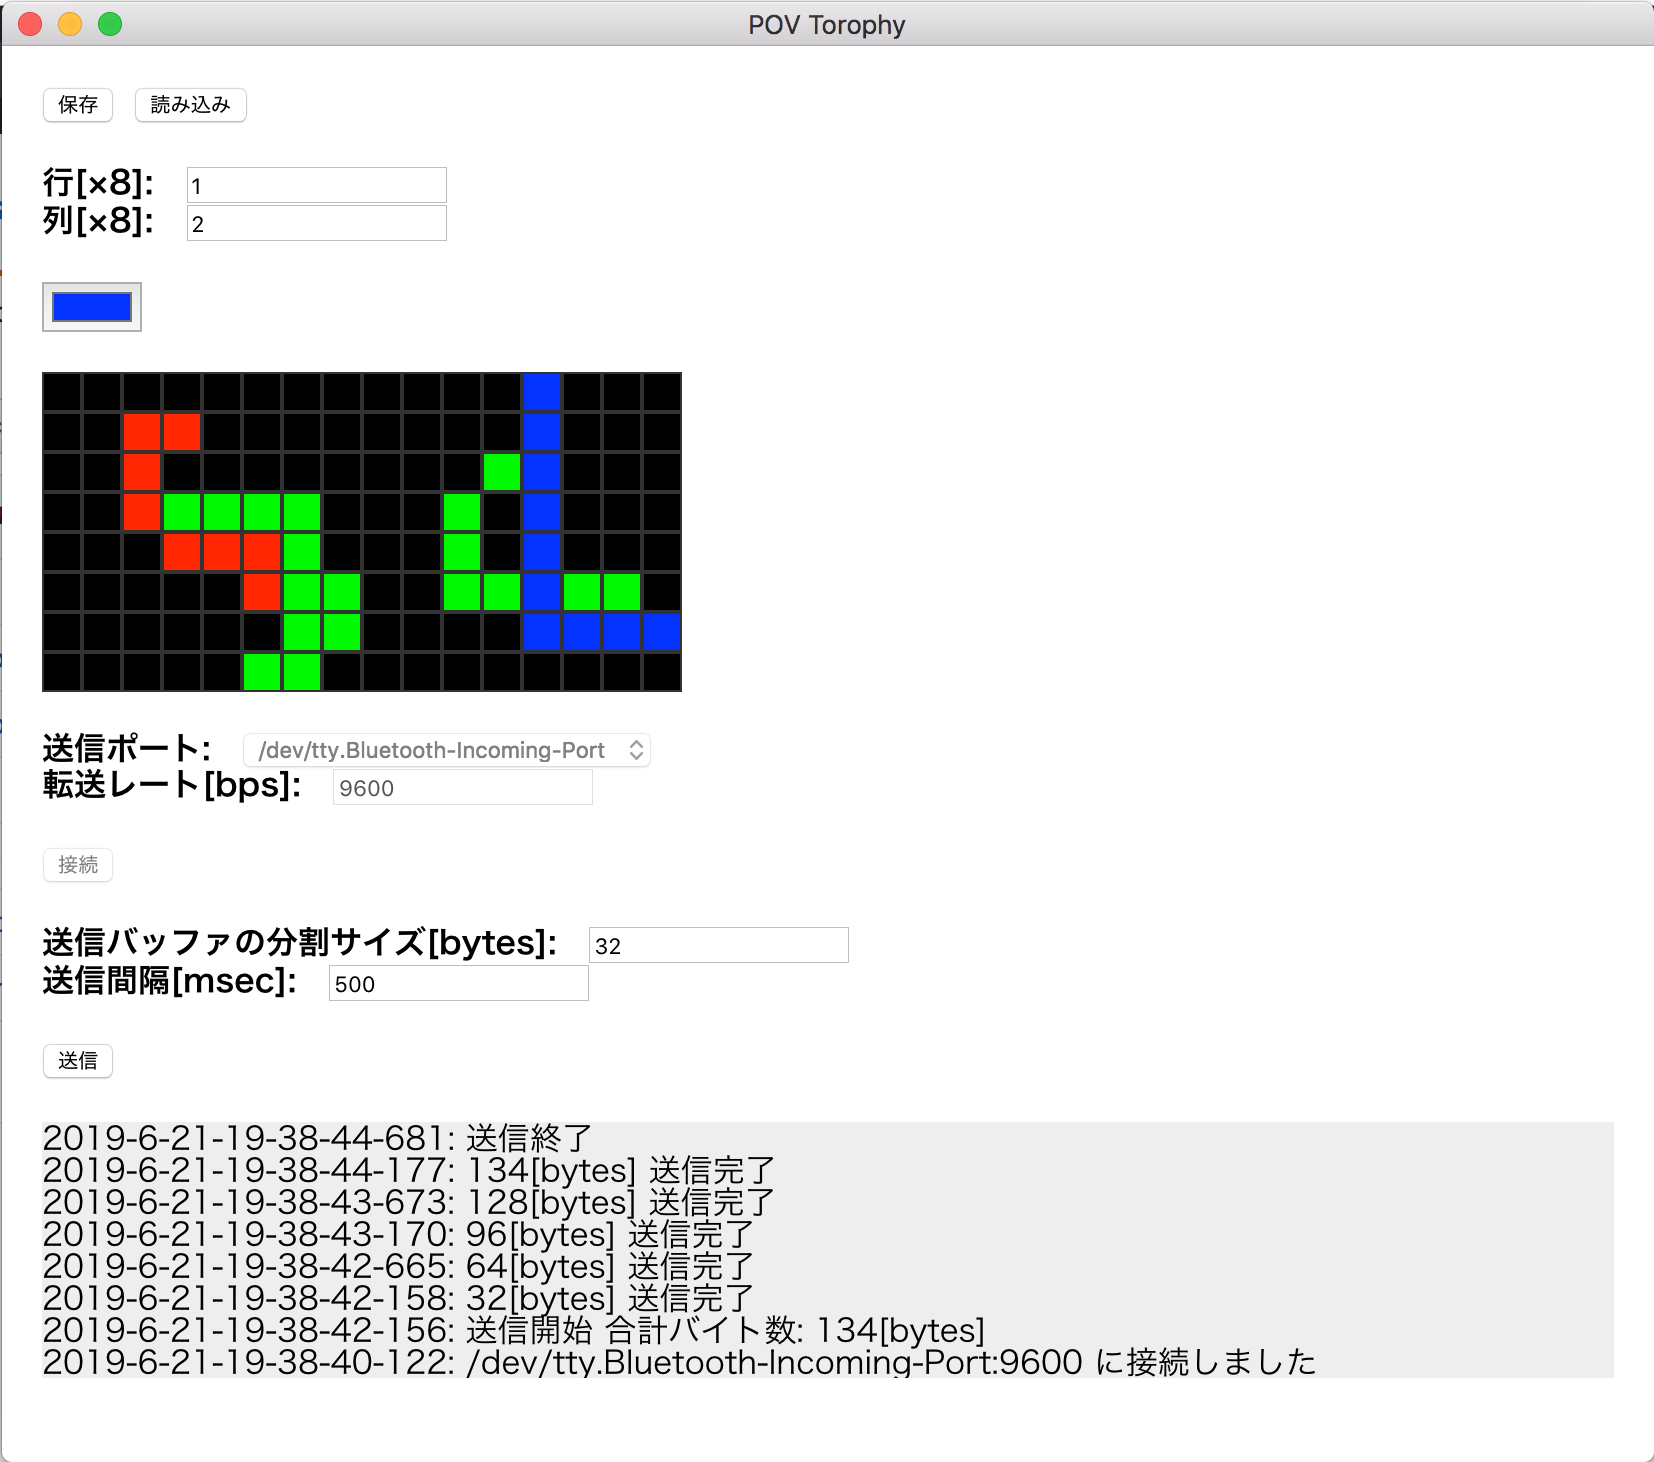 POV Torophy
保存 読み込み
行[×8]: 1
列[×8]: 2
送信ポート: /dev/tty.Bluetooth-Incoming-Port
転送レート[bps]: 9600
接続
送信バッファの分割サイズ[bytes]: 32
送信間隔[msec]: 500
送信
2019-6-21-19-38-44-681: 送信終了
2019-6-21-19-38-44-177: 134[bytes] 送信完了
2019-6-21-19-38-43-673: 128[bytes] 送信完了
2019-6-21-19-38-43-170: 96[bytes] 送信完了
2019-6-21-19-38-42-665: 64[bytes] 送信完了
2019-6-21-19-38-42-158: 32[bytes] 送信完了
2019-6-21-19-38-42-156: 送信開始 合計バイト数: 134[bytes]
2019-6-21-19-38-40-122: /dev/tty.Bluetooth-Incoming-Port:9600 に接続しました